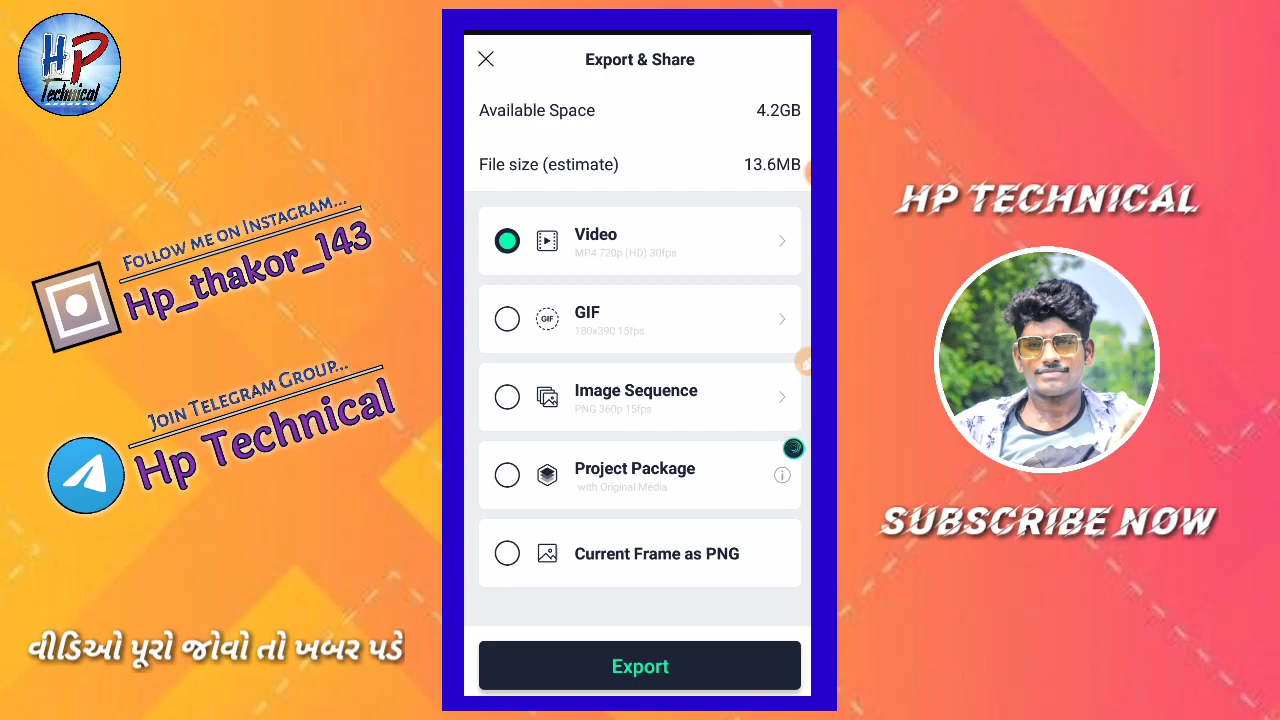 HP
Technical
FOLLOW ME ON INSTAGRAM...
Hp_thakor_143
JOIN TELEGRAM GROUP...
Hp Technical
વીડિઓ પૂરો જોવો તો ખબર પડે
Export & Share
Available Space 4.2GB
File size (estimate) 13.6MB
Video
MP4 720p (HD) 30fps
GIF
GIF
180x390 15fps
Image Sequence
PNG 360p 15fps
Project Package
with Original Media
Current Frame as PNG
Export
HP TECHNICAL
SUBSCRIBE NOW